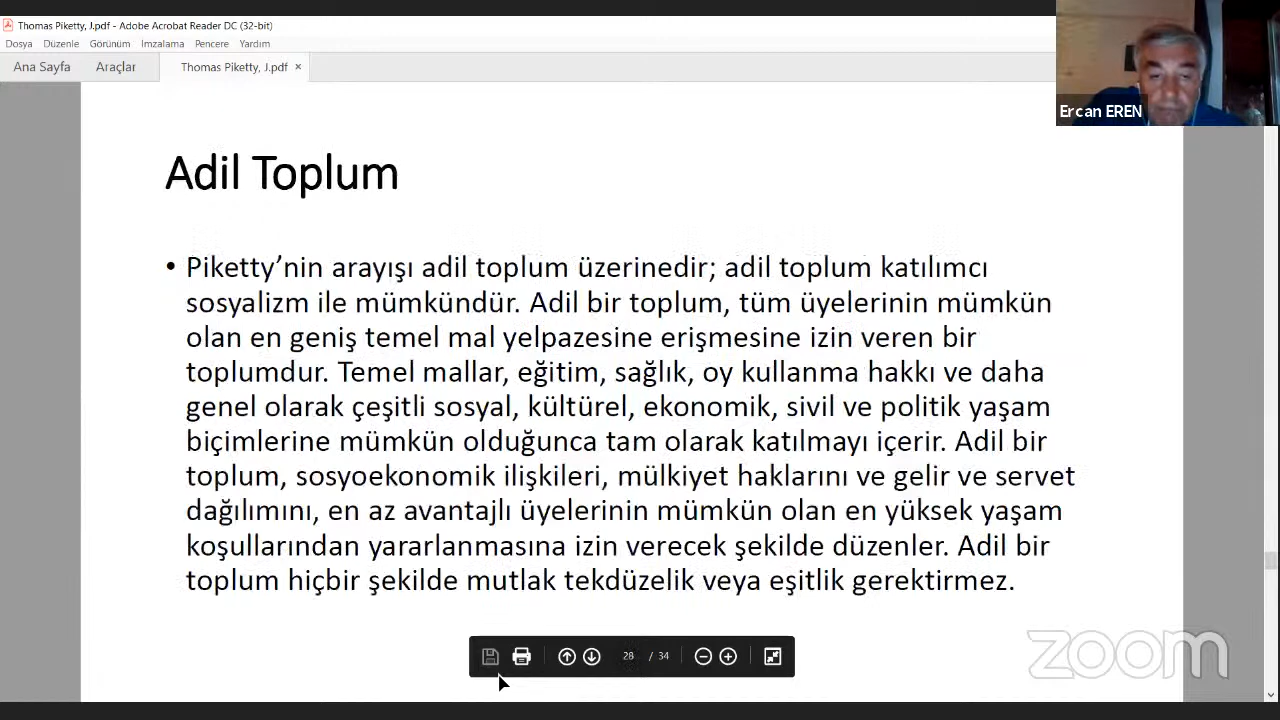 Thomas Piketty, J.pdf - Adobe Acrobat Reader DC (32-bit)
Dosya Düzenle Görünüm İmzalama Pencere Yardım
Ana Sayfa Araçlar Thomas Piketty, J.pdf ×
Ercan EREN
Adil Toplum
• Piketty’nin arayışı adil toplum üzerinedir; adil toplum katılımcı
sosyalizm ile mümkündür. Adil bir toplum, tüm üyelerinin mümkün
olan en geniş temel mal yelpazesine erişmesine izin veren bir
toplumdur. Temel mallar, eğitim, sağlık, oy kullanma hakkı ve daha
genel olarak çeşitli sosyal, kültürel, ekonomik, sivil ve politik yaşam
biçimlerine mümkün olduğunca tam olarak katılmayı içerir. Adil bir
toplum, sosyoekonomik ilişkileri, mülkiyet haklarını ve gelir ve servet
dağılımını, en az avantajlı üyelerinin mümkün olan en yüksek yaşam
koşullarından yararlanmasına izin verecek şekilde düzenler. Adil bir
toplum hiçbir şekilde mutlak tekdüzelik veya eşitlik gerektirmez.
28 / 34
zoom